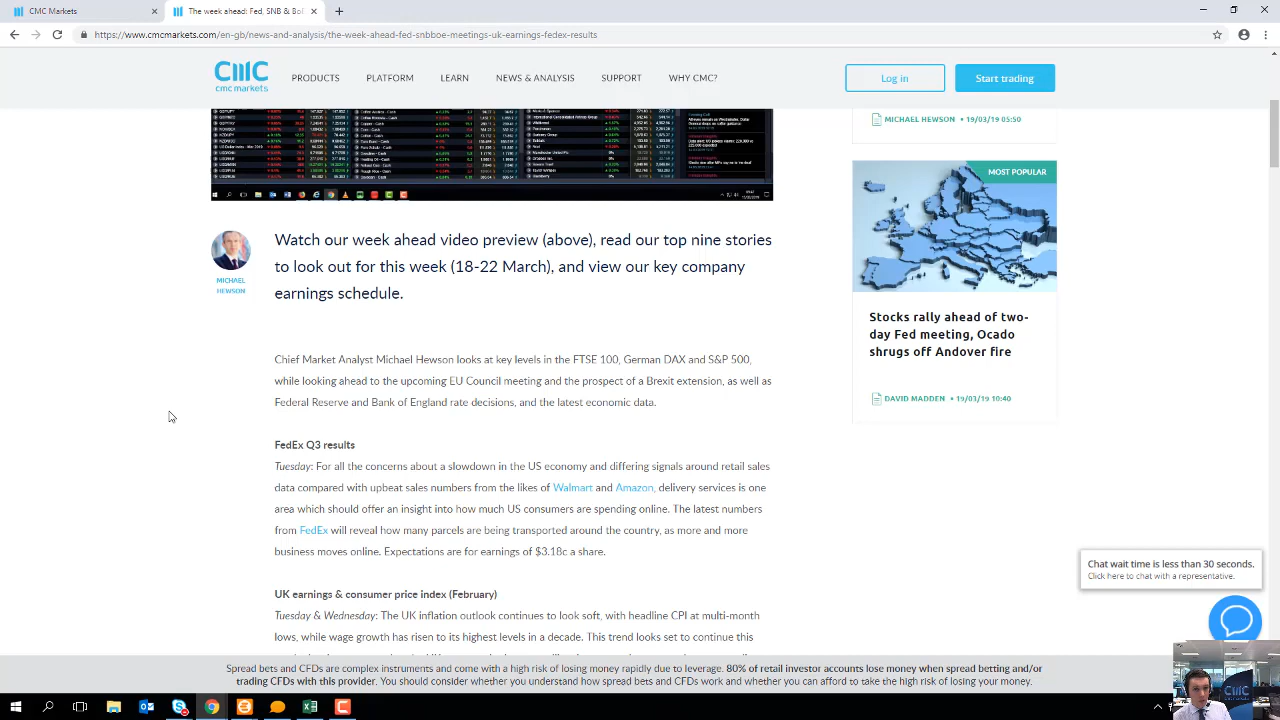 CMC Markets
The week ahead: Fed, SNB & Bo
https://www.cmcmarkets.com/en-gb/news-and-analysis/the-week-ahead-fed-snbboe-meetings-uk-earnings-fedex-results
cmc markets
PRODUCTS
PLATFORM
LEARN
NEWS & ANALYSIS
SUPPORT
WHY CMC?
Log in
Start trading
MICHAEL HEWSON • 19/03/19 05:50
MOST POPULAR
Stocks rally ahead of two-
day Fed meeting, Ocado
shrugs off Andover fire
DAVID MADDEN • 19/03/19 10:40
MICHAEL
HEWSON
Watch our week ahead video preview (above), read our top nine stories
to look out for this week (18-22 March), and view our key company
earnings schedule.
Chief Market Analyst Michael Hewson looks at key levels in the FTSE 100, German DAX and S&P 500,
while looking ahead to the upcoming EU Council meeting and the prospect of a Brexit extension, as well as
Federal Reserve and Bank of England rate decisions, and the latest economic data.
FedEx Q3 results
Tuesday: For all the concerns about a slowdown in the US economy and differing signals around retail sales
data compared with upbeat sales numbers from the likes of Walmart and Amazon, delivery services is one
area which should offer an insight into how much US consumers are spending online. The latest numbers
from FedEx will reveal how many parcels are being transported around the country, as more and more
business moves online. Expectations are for earnings of $3.18c a share.
UK earnings & consumer price index (February)
Tuesday & Wednesday: The UK inflation outlook continues to look soft, with headline CPI at multi-month
lows, while wage growth has risen to its highest levels in a decade. This trend looks set to continue this
Chat wait time is less than 30 seconds.
Click here to chat with a representative.
Spread bets and CFDs are complex instruments and come with a high risk of losing money rapidly due to leverage. 80% of retail investor accounts lose money when spread betting and/or
trading CFDs with this provider. You should consider whether you understand how spread bets and CFDs work and whether you can afford to take the high risk of losing your money.